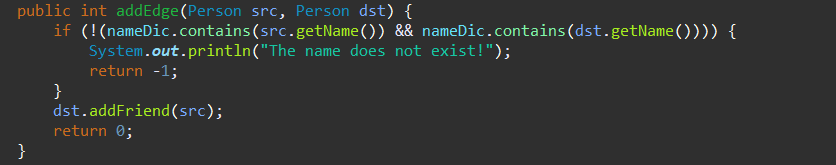 public int addEdge(Person src, Person dst) {
if (!(nameDic.contains(src.getName()) && nameDic.contains(dst.getName()))) {
System.out.println("The name does not exist!");
return -1;
}
dst.addFriend(src);
return 0;
}